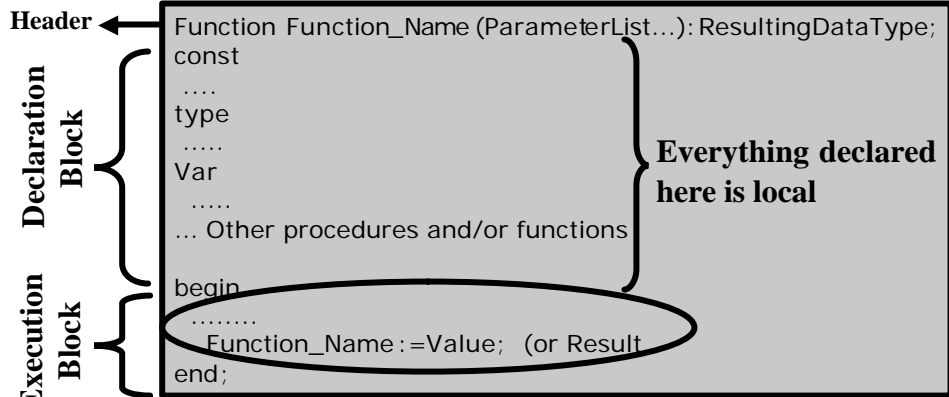 Header
Function Function_Name(ParameterList...):ResultingDataType;
const
....
type
.....
Var
.....
... Other procedures and/or functions
begin
........
Function_Name:=Value; (or Result
end;
Declaration
Block
Everything declared
here is local
Execution
Block